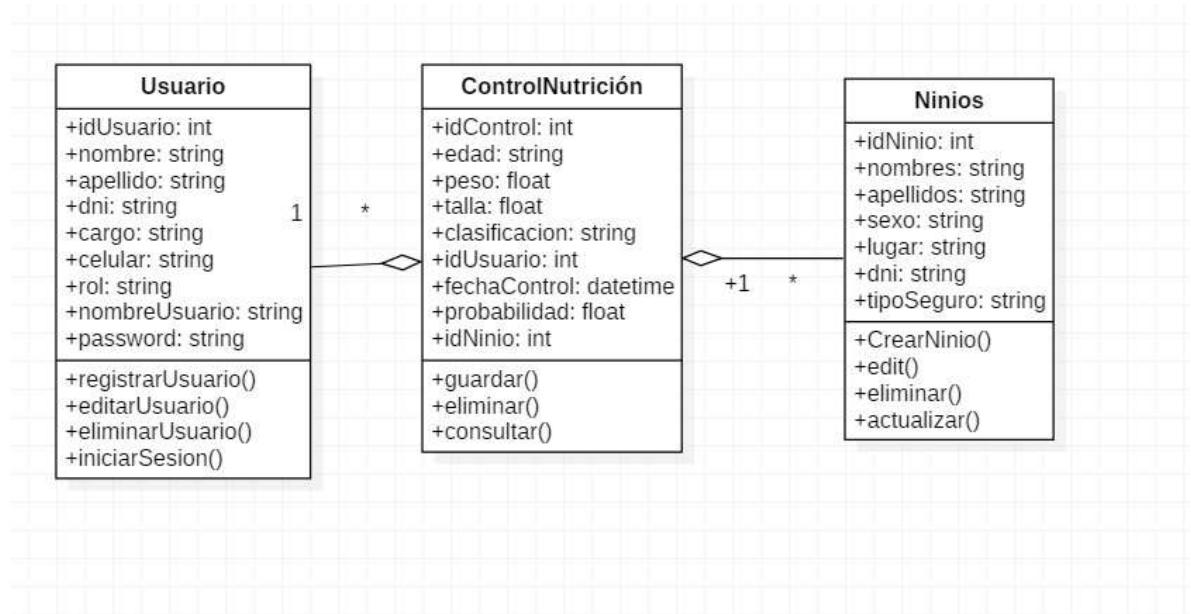 Usuario
+idUsuario: int
+nombre: string
+apellido: string
+dni: string
+cargo: string
+celular: string
+rol: string
+nombreUsuario: string
+password: string
+registrarUsuario()
+editarUsuario()
+eliminarUsuario()
+iniciarSesion()
1
*
ControlNutrición
+idControl: int
+edad: string
+peso: float
+talla: float
+clasificacion: string
+idUsuario: int
+fechaControl: datetime
+probabilidad: float
+idNinio: int
+guardar()
+eliminar()
+consultar()
+1
*
Ninios
+idNinio: int
+nombres: string
+apellidos: string
+sexo: string
+lugar: string
+dni: string
+tipoSeguro: string
+CrearNinio()
+edit()
+eliminar()
+actualizar()